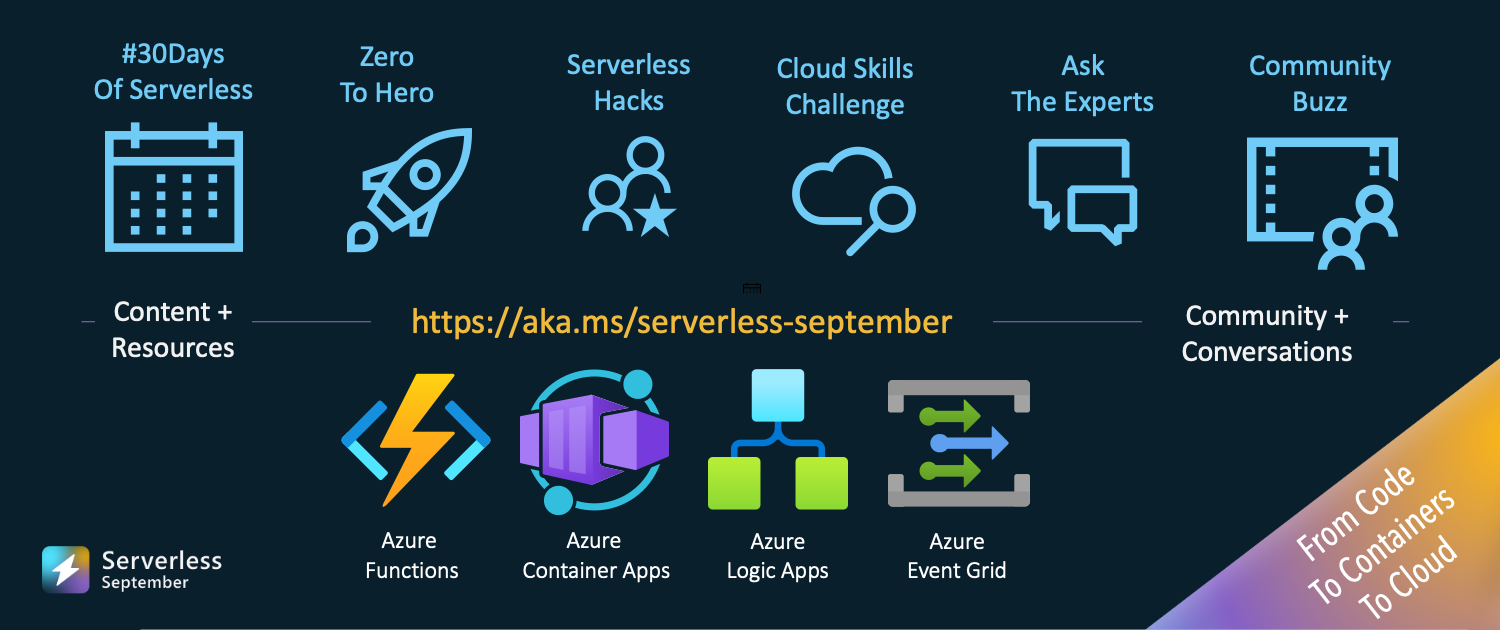 #30Days
Of Serverless
Zero
To Hero
Serverless
Hacks
Cloud Skills
Challenge
Ask
The Experts
Community
Buzz
Content +
Resources
https://aka.ms/serverless-september
Community +
Conversations
Azure
Functions
Azure
Container Apps
Azure
Logic Apps
Azure
Event Grid
Serverless
September
From Code
To Containers
To Cloud